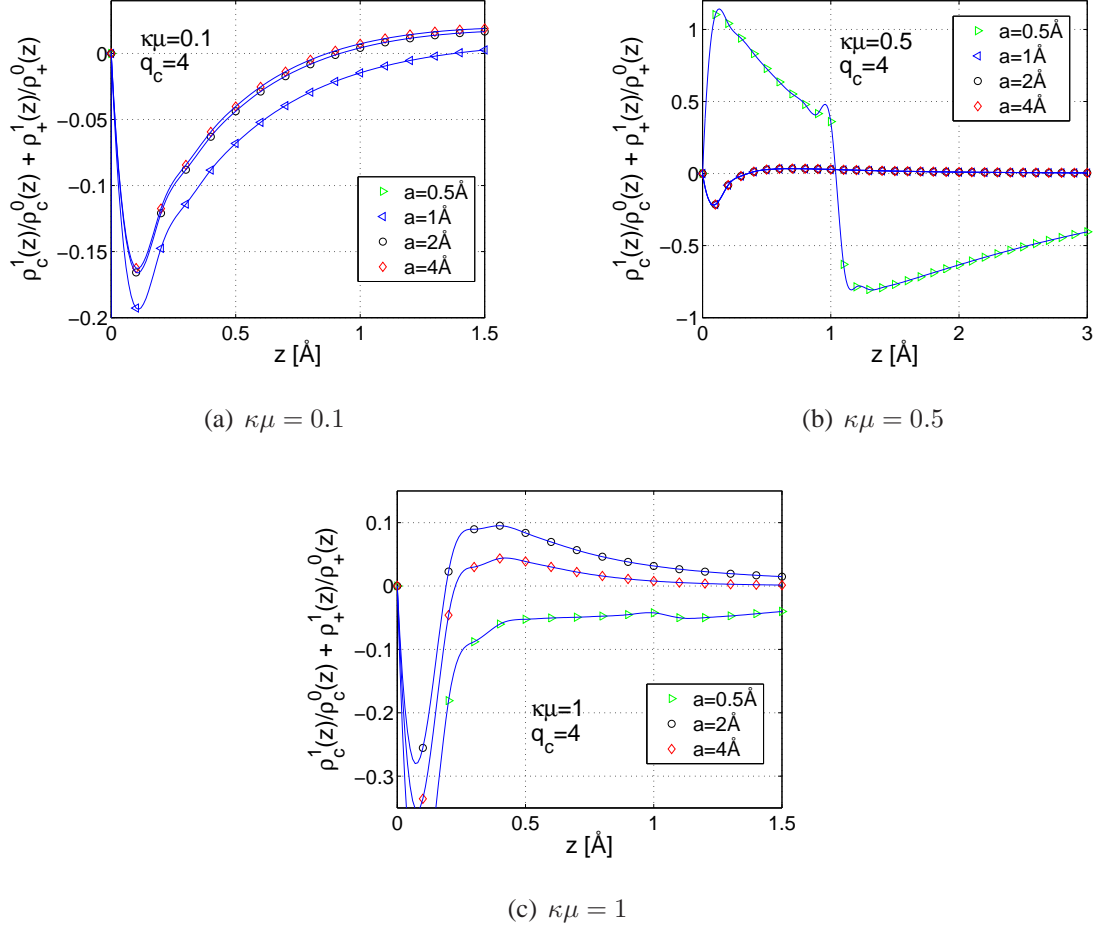 κμ=0.1
q_c=4
ρ_c^1(z)/ρ_c^0(z) + ρ_+^1(z)/ρ_+^0(z)
0
−0.05
−0.1
−0.15
−0.2
a=0.5Å
a=1Å
a=2Å
a=4Å
0 0.5 1 1.5
z [Å]
(a) κμ = 0.1
κμ=0.5
q_c=4
ρ_c^1(z)/ρ_c^0(z) + ρ_+^1(z)/ρ_+^0(z)
1
0.5
0
−0.5
−1
a=0.5Å
a=1Å
a=2Å
a=4Å
0 1 2 3
z [Å]
(b) κμ = 0.5
ρ_c^1(z)/ρ_c^0(z) + ρ_+^1(z)/ρ_+^0(z)
0.1
0
−0.1
−0.2
−0.3
κμ=1
q_c=4
a=0.5Å
a=2Å
a=4Å
0 0.5 1 1.5
z [Å]
(c) κμ = 1